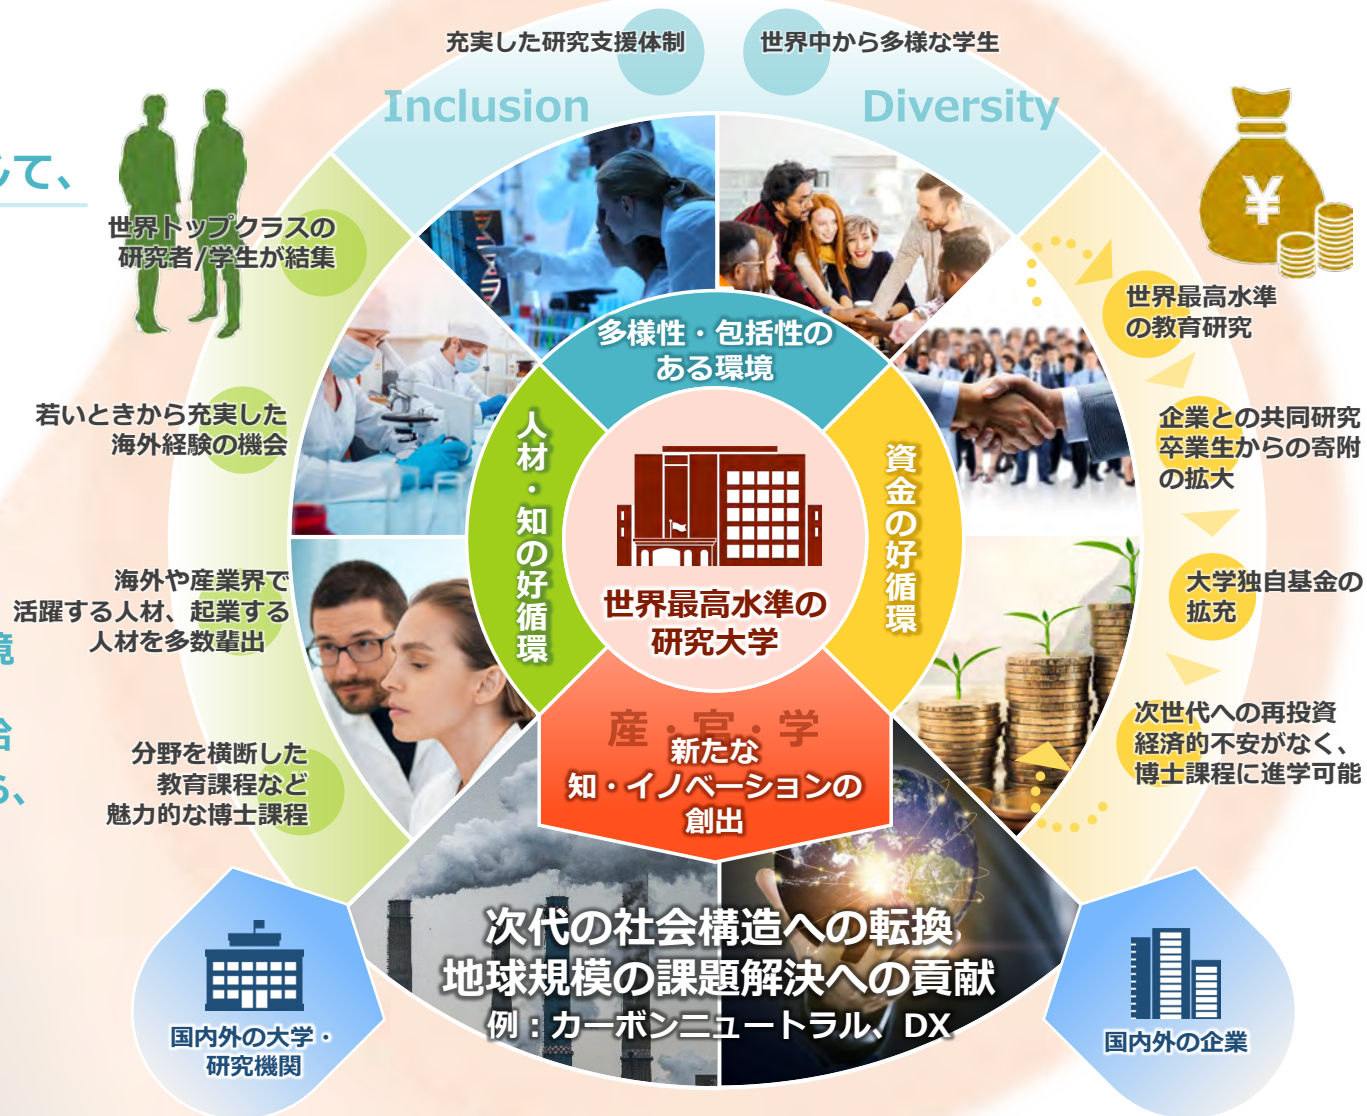 充実した研究支援体制
世界中から多様な学生
Inclusion
Diversity
して、
世界トップクラスの
研究者/学生が結集
若いときから充実した
海外経験の機会
海外や産業界で
活躍する人材、起業する
人材を多数輩出
分野を横断した
教育課程など
魅力的な博士課程
境
給
ら、
多様性・包括性の
ある環境
人材・知の好循環
資金の好循環
世界最高水準の
研究大学
産・官・学
新たな
知・イノベーションの
創出
¥
世界最高水準
の教育研究
企業との共同研究
卒業生からの寄附
の拡大
大学独自基金の
拡充
次世代への再投資
経済的不安がなく、
博士課程に進学可能
次代の社会構造への転換
地球規模の課題解決への貢献
例：カーボンニュートラル、DX
国内外の大学・
研究機関
国内外の企業